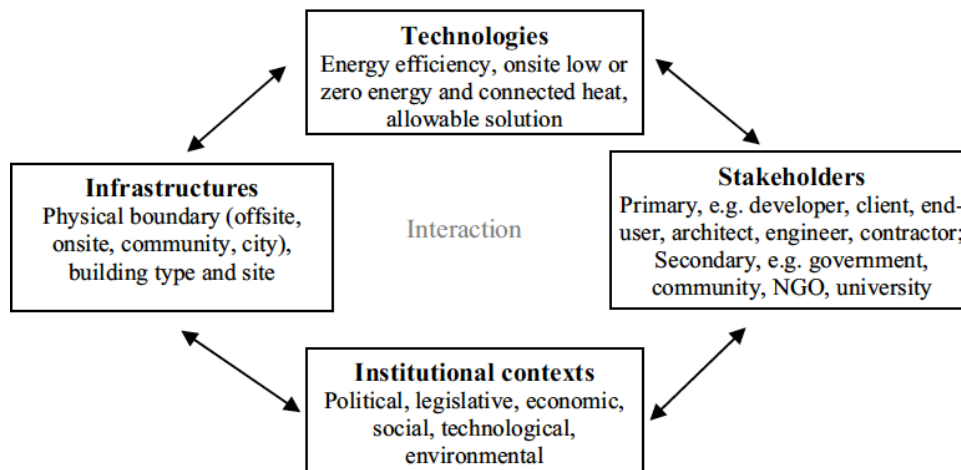 Technologies
Energy efficiency, onsite low or
zero energy and connected heat,
allowable solution
Infrastructures
Physical boundary (offsite,
onsite, community, city),
building type and site
Interaction
Stakeholders
Primary, e.g. developer, client, end-
user, architect, engineer, contractor;
Secondary, e.g. government,
community, NGO, university
Institutional contexts
Political, legislative, economic,
social, technological,
environmental